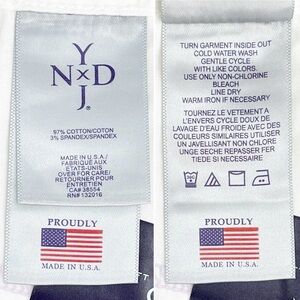 Y
N X D
J®
97% COTTON/COTON
3% SPANDEX/SPANDEX
MADE IN U.S.A./
FABRIQUE AUX
ETATS-UNIS
OVER FOR CARE/
RETOURNER POUR
ENTRETIEN
CA# 38554
RN# 132016
PROUDLY
MADE IN U.S.A.
TURN GARMENT INSIDE OUT
COLD WATER WASH
GENTLE CYCLE
WITH LIKE COLORS.
USE ONLY NON-CHLORINE
BLEACH
LINE DRY
WARM IRON IF NECESSARY
TOURNEZ LE VETEMENT A
L'ENVERS CYCLE DOUX DE
LAVAGE D'EAU FROIDE AVEC DES
COULEURS SIMILAIRES UTILISER
UN JAVELLISANT NON CHLORE
UNGE SECHE REPASSER FER
TIEDE SI NECESSAIRE
PROUDLY
MADE IN U.S.A.